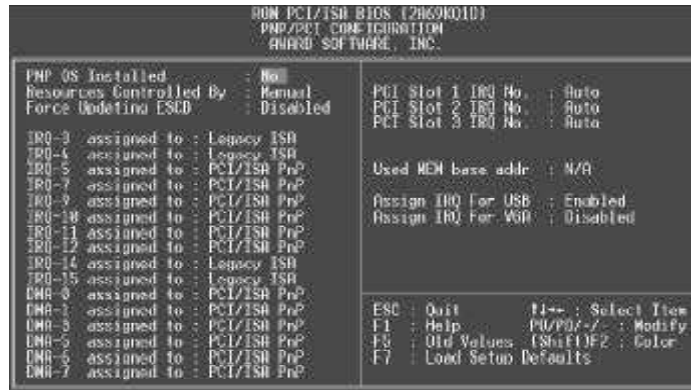 ROM PCI/ISA BIOS (2A69KQ1D)
PNP/PCI CONFIGURATION
AWARD SOFTWARE, INC.
PNP OS Installed : No
Resources Controlled By : Manual
Force Updating ESCD : Disabled
IRQ-3 assigned to : Legacy ISA
IRQ-4 assigned to : Legacy ISA
IRQ-5 assigned to : PCI/ISA PnP
IRQ-7 assigned to : PCI/ISA PnP
IRQ-9 assigned to : PCI/ISA PnP
IRQ-10 assigned to : PCI/ISA PnP
IRQ-11 assigned to : PCI/ISA PnP
IRQ-12 assigned to : PCI/ISA PnP
IRQ-14 assigned to : Legacy ISA
IRQ-15 assigned to : Legacy ISA
DMA-0 assigned to : PCI/ISA PnP
DMA-1 assigned to : PCI/ISA PnP
DMA-3 assigned to : PCI/ISA PnP
DMA-5 assigned to : PCI/ISA PnP
DMA-6 assigned to : PCI/ISA PnP
DMA-7 assigned to : PCI/ISA PnP
PCI Slot 1 IRQ No. : Auto
PCI Slot 2 IRQ No. : Auto
PCI Slot 3 IRQ No. : Auto
Used MEM base addr : N/A
Assign IRQ For USB : Enabled
Assign IRQ For VGA : Disabled
ESC : Quit ↑↓→← : Select Item
F1 : Help PU/PD/+/- : Modify
F5 : Old Values (Shift)F2 : Color
F7 : Load Setup Defaults